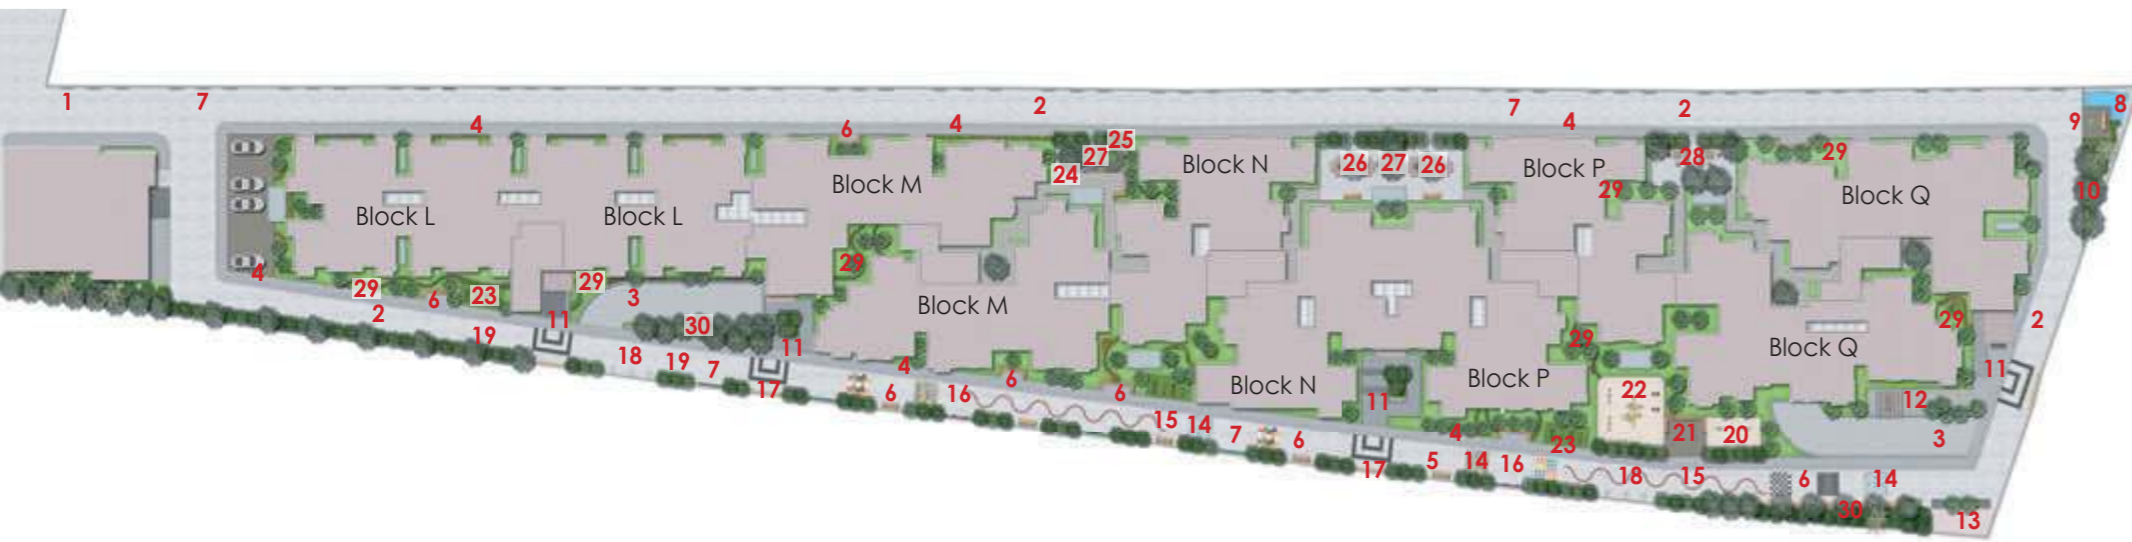 1 7 2 7 2 8
4 6 4 25 4 9
27 28 29
24 26 27 26
Block N Block P
Block M 29 Block Q 10
Block L Block L
29
4 29 23 29 6 3
Block M
2 11 30 29 2
19 18 19 7 11 29
Block Q
4 11
17 6 16 6 6 Block N Block P 22 12
11
15 14 7 6 4 23 21 20 3
17 5 14 16 18 15 6 14
30 13